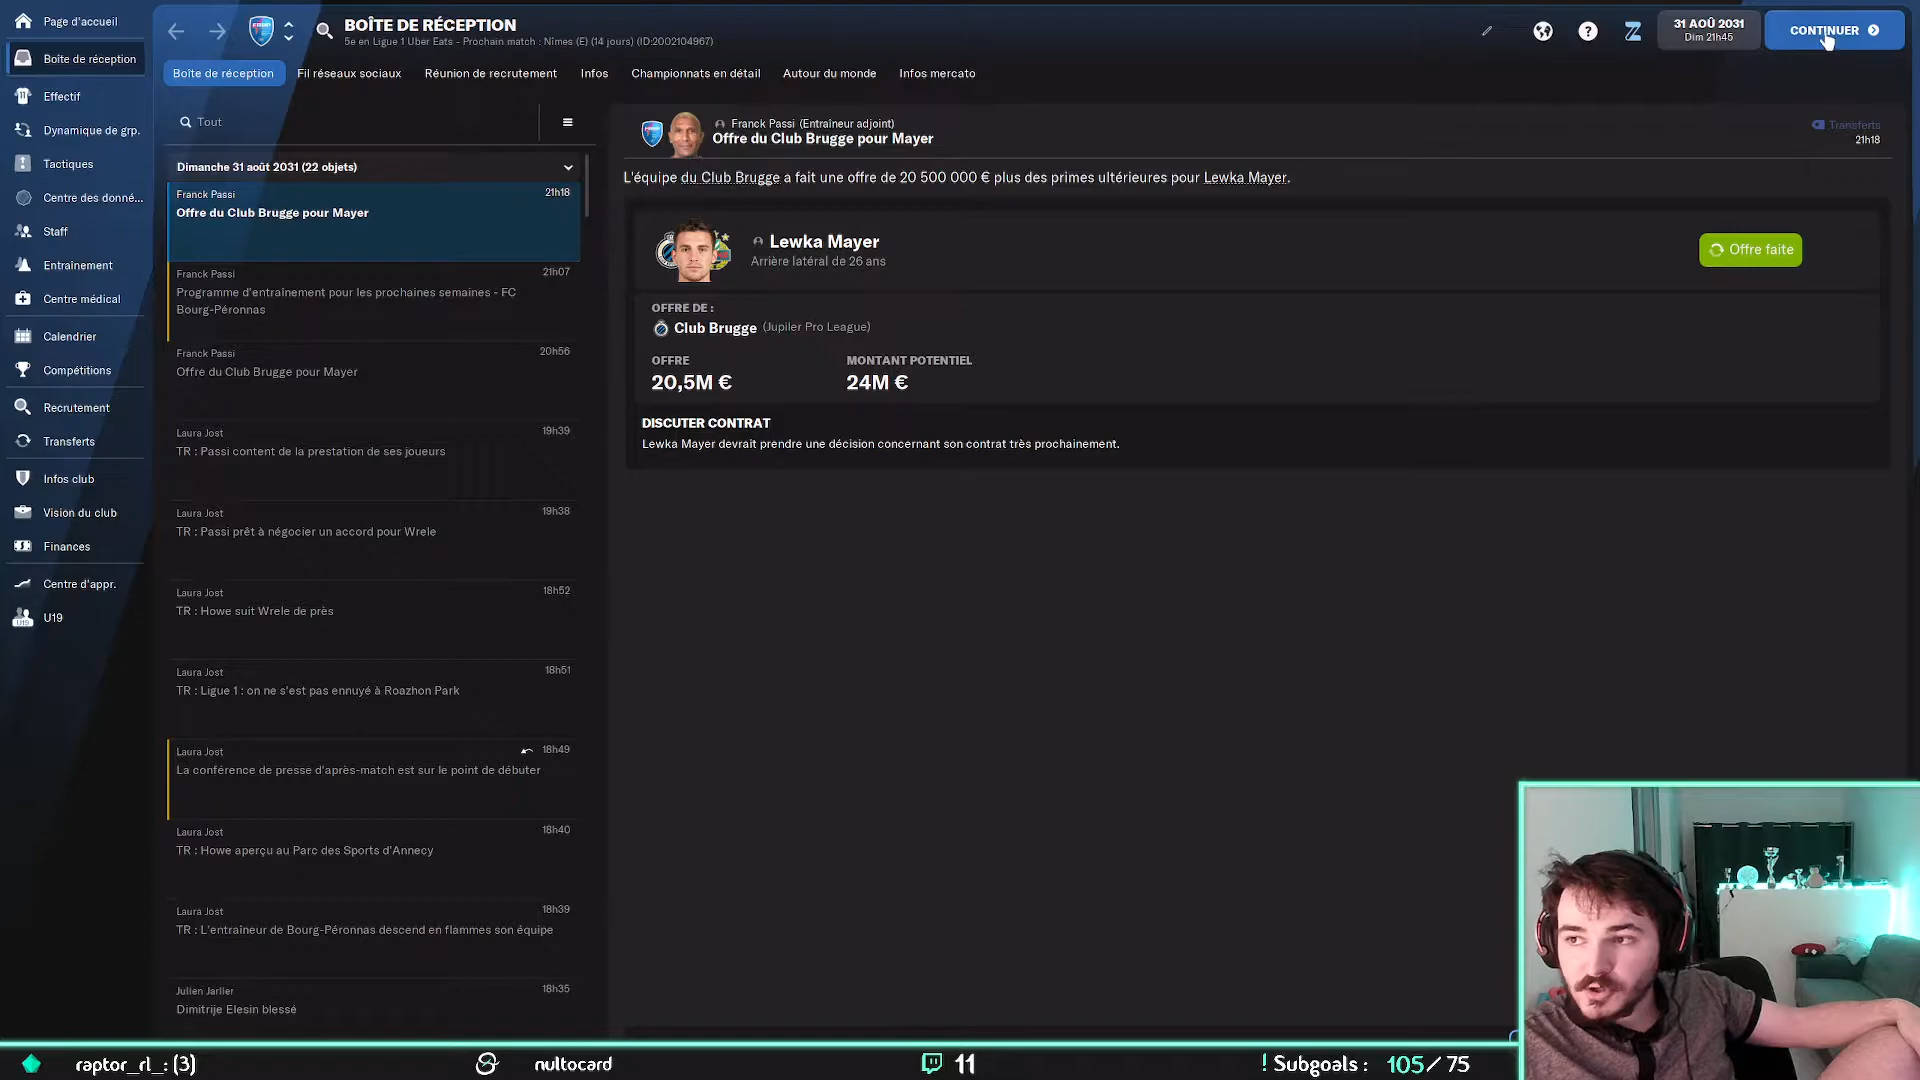 Page d'accueil
Boîte de réception
Effectif
Dynamique de grp.
Tactiques
Centre des donné...
Staff
Entraînement
Centre médical
Calendrier
Compétitions
Recrutement
Transferts
Infos club
Vision du club
Finances
Centre d'appr.
U19
BOÎTE DE RÉCEPTION
5e en Ligue 1 Uber Eats - Prochain match : Nîmes (E) (14 jours) (ID:2002104967)
31 AOÛ 2031
Dim 21h45
CONTINUER
Boîte de réception
Fil réseaux sociaux
Réunion de recrutement
Infos
Championnats en détail
Autour du monde
Infos mercato
Tout
Dimanche 31 août 2031 (22 objets)
Franck Passi 21h18
Offre du Club Brugge pour Mayer
Franck Passi 21h07
Programme d'entraînement pour les prochaines semaines - FC
Bourg-Péronnas
Franck Passi 20h56
Offre du Club Brugge pour Mayer
Laura Jost 19h39
TR : Passi content de la prestation de ses joueurs
Laura Jost 19h38
TR : Passi prêt à négocier un accord pour Wrele
Laura Jost 18h52
TR : Howe suit Wrele de près
Laura Jost 18h51
TR : Ligue 1 : on ne s'est pas ennuyé à Roazhon Park
Laura Jost 18h49
La conférence de presse d'après-match est sur le point de débuter
Laura Jost 18h40
TR : Howe aperçu au Parc des Sports d'Annecy
Laura Jost 18h39
TR : L'entraîneur de Bourg-Péronnas descend en flammes son équipe
Julien Jarlier 18h35
Dimitrije Elesin blessé
Franck Passi (Entraîneur adjoint)
Offre du Club Brugge pour Mayer
Transferts
21h18
L'équipe du Club Brugge a fait une offre de 20 500 000 € plus des primes ultérieures pour Lewka Mayer.
Lewka Mayer
Arrière latéral de 26 ans
Offre faite
OFFRE DE :
Club Brugge (Jupiler Pro League)
OFFRE MONTANT POTENTIEL
20,5M € 24M €
DISCUTER CONTRAT
Lewka Mayer devrait prendre une décision concernant son contrat très prochainement.
raptor_rl_: (3)
nultocard
11
! Subgoals : 105 / 75